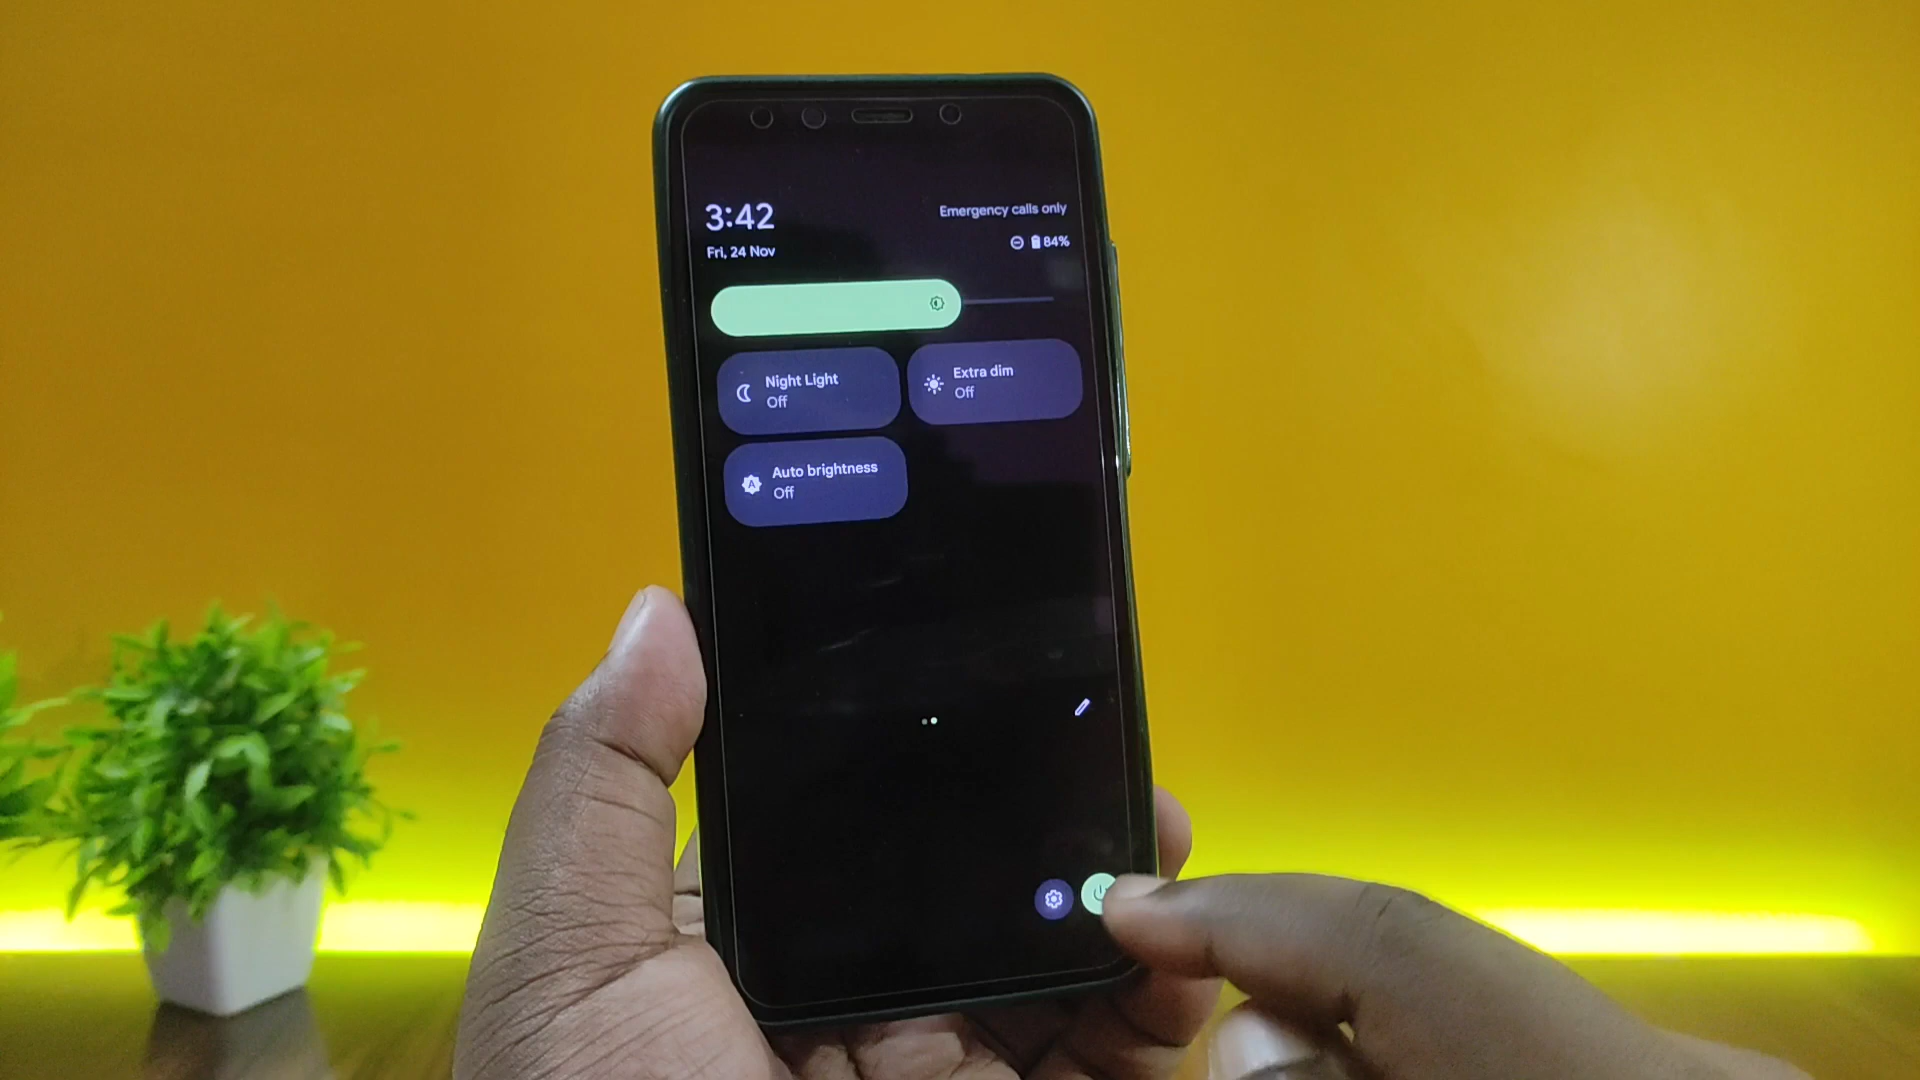 3:42
Emergency calls only
Fri, 24 Nov
84%
Night Light
Off
Extra dim
Off
Auto brightness
Off